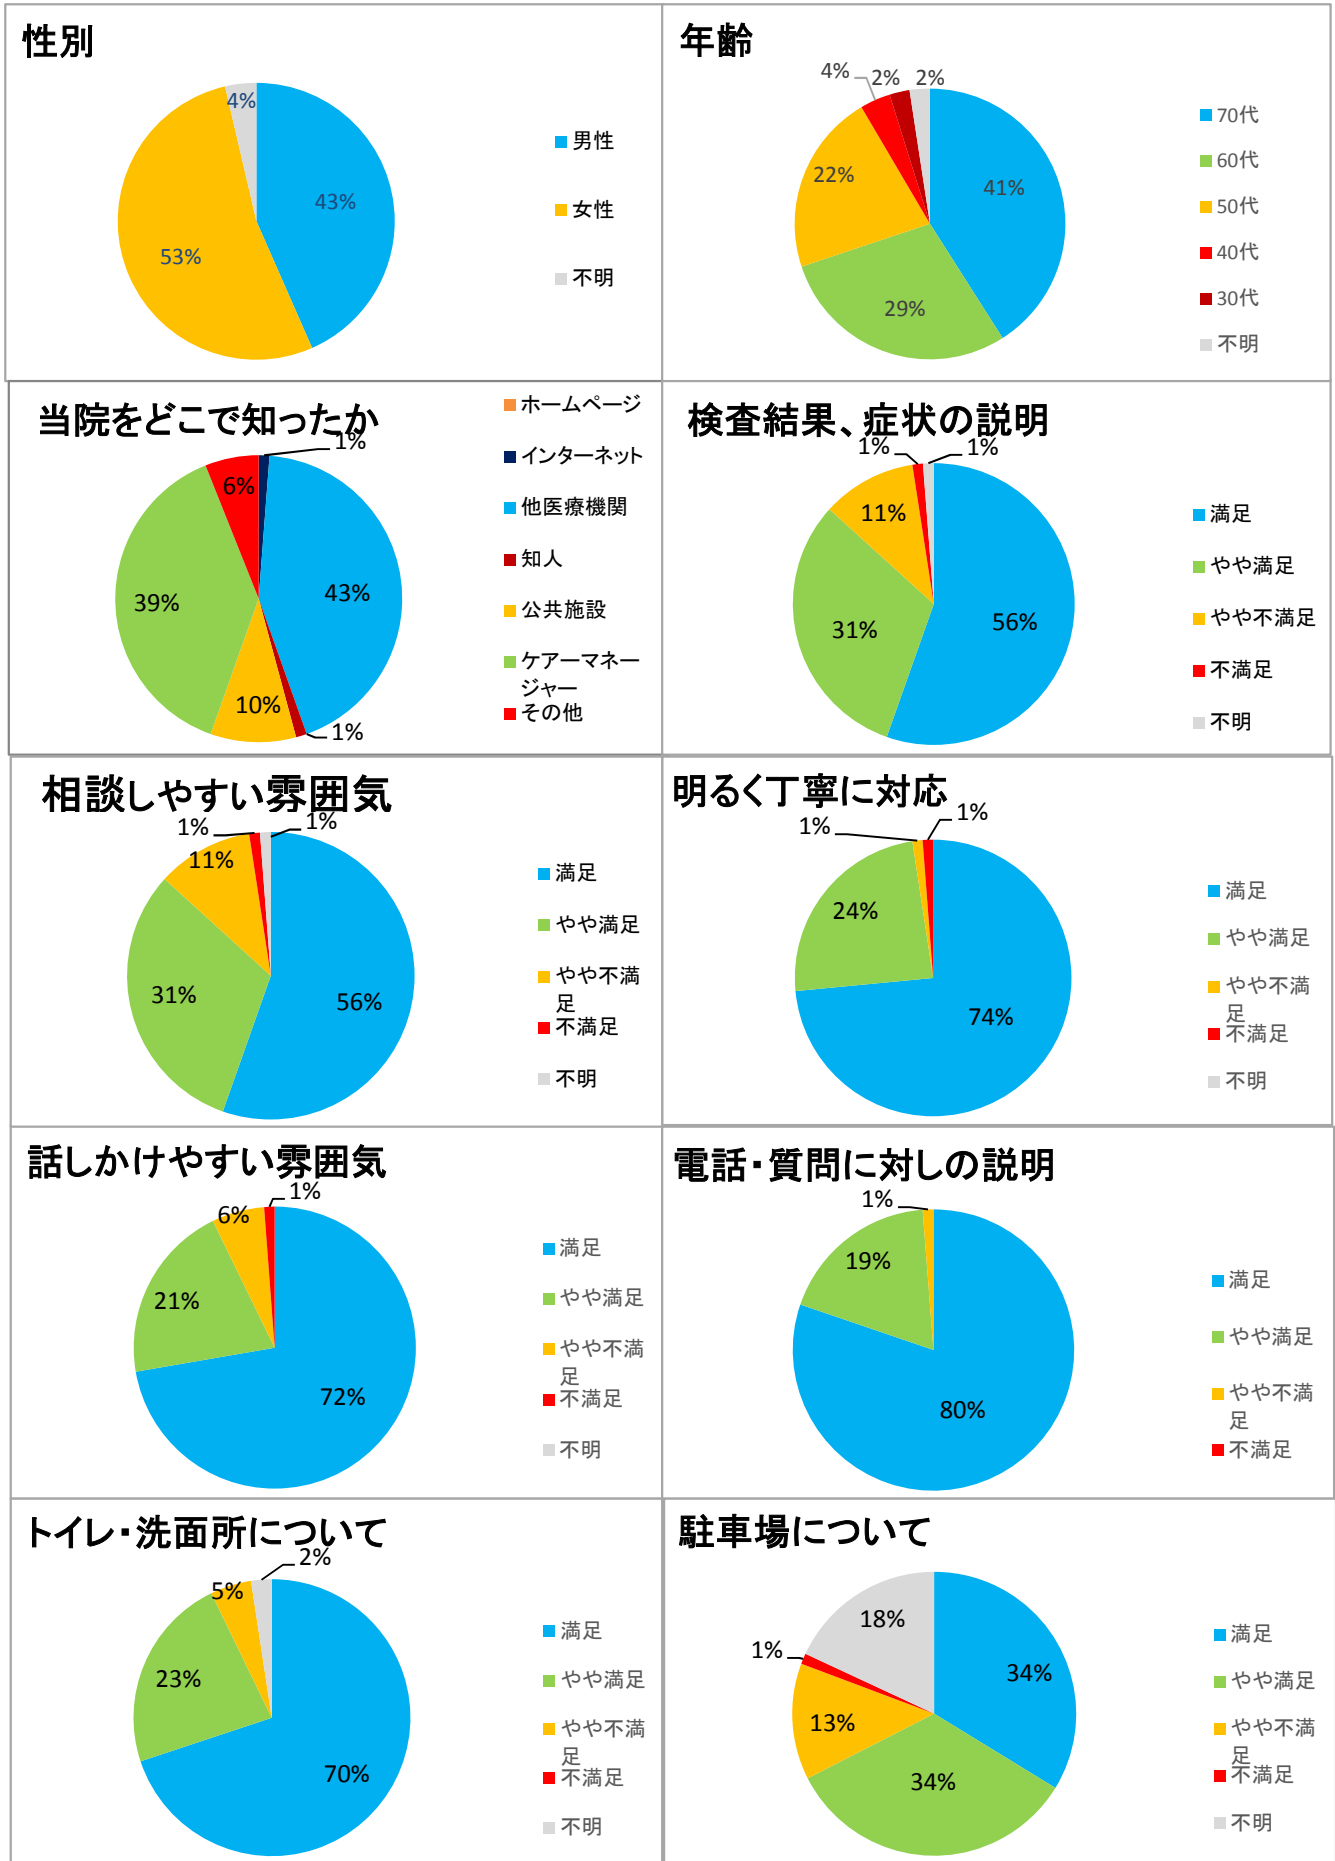 性別
4%
43%
53%
男性
女性
不明
年齢
4%
2%
2%
22%
41%
29%
70代
60代
50代
40代
30代
不明
当院をどこで知ったか
1%
6%
39%
43%
10%
1%
ホームページ
インターネット
他医療機関
知人
公共施設
ケアーマネー
ジャー
その他
検査結果、症状の説明
1%
1%
11%
31%
56%
満足
やや満足
やや不満足
不満足
不明
相談しやすい雰囲気
1%
1%
11%
31%
56%
満足
やや満足
やや不満
足
不満足
不明
明るく丁寧に対応
1%
1%
24%
74%
満足
やや満足
やや不満
足
不満足
不明
話しかけやすい雰囲気
1%
6%
21%
72%
満足
やや満足
やや不満
足
不満足
不明
電話・質問に対しの説明
1%
19%
80%
満足
やや満足
やや不満
足
不満足
トイレ・洗面所について
2%
5%
23%
70%
満足
やや満足
やや不満
足
不満足
不明
駐車場について
18%
1%
34%
13%
34%
満足
やや満足
やや不満
足
不満足
不明